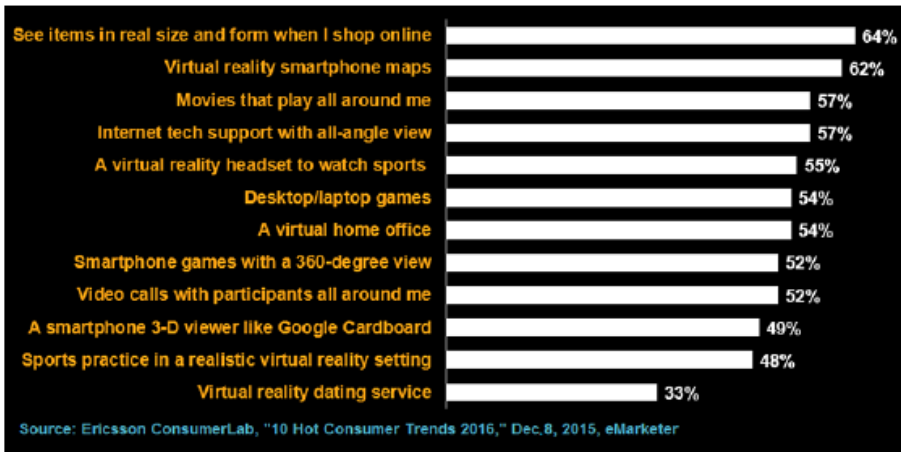 See items in real size and form when I shop online 64%
Virtual reality smartphone maps 62%
Movies that play all around me 57%
Internet tech support with all-angle view 57%
A virtual reality headset to watch sports 55%
Desktop/laptop games 54%
A virtual home office 54%
Smartphone games with a 360-degree view 52%
Video calls with participants all around me 52%
A smartphone 3-D viewer like Google Cardboard 49%
Sports practice in a realistic virtual reality setting 48%
Virtual reality dating service 33%
Source: Ericsson ConsumerLab, "10 Hot Consumer Trends 2016," Dec.8, 2015, eMarketer